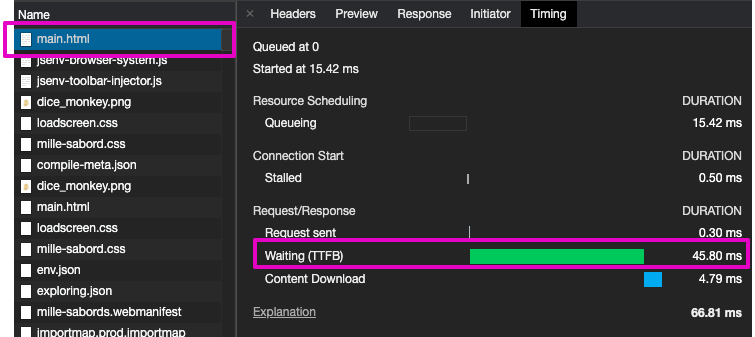 Name
main.html
jsenv-browser-system.js
jsenv-toolbar-injector.js
dice_monkey.png
loadscreen.css
mille-sabord.css
compile-meta.json
dice_monkey.png
main.html
loadscreen.css
mille-sabord.css
env.json
exploring.json
mille-sabords.webmanifest
importmap.prod.importmap
× Headers Preview Response Initiator Timing
Queued at 0
Started at 15.42 ms
Resource Scheduling DURATION
Queueing 15.42 ms
Connection Start DURATION
Stalled 0.50 ms
Request/Response DURATION
Request sent 0.30 ms
Waiting (TTFB) 45.80 ms
Content Download 4.79 ms
Explanation 66.81 ms